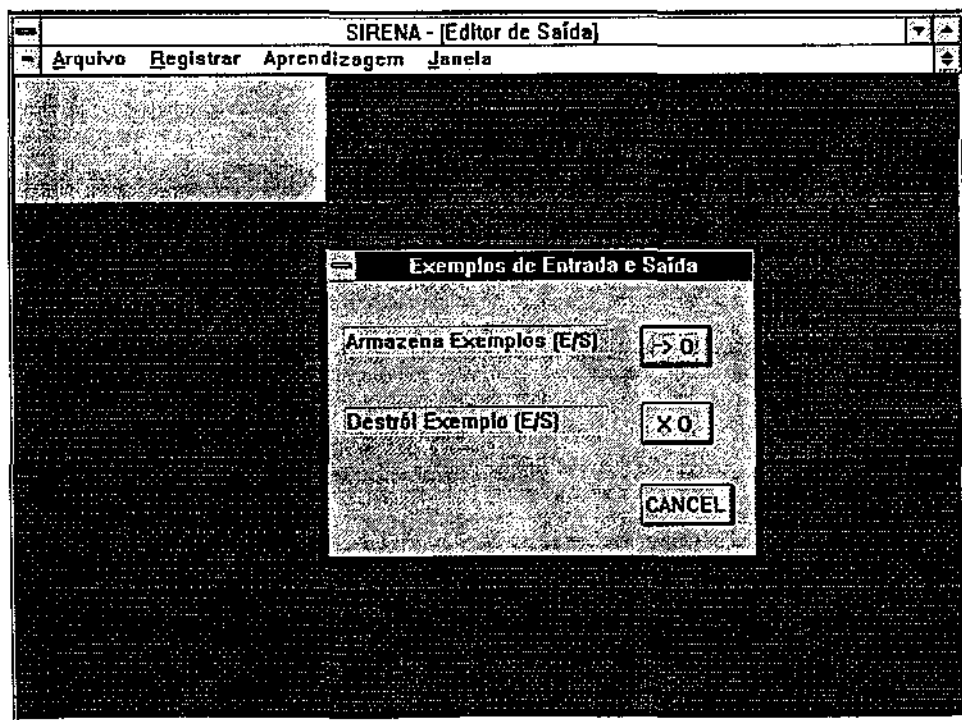 SIRENA - [Editor de Saída]
Arquivo Registrar Aprendizagem Janela
Exemplos de Entrada e Saída
Armazena Exemplos (E/S)
-> 0
Destrói Exemplo (E/S)
X 0
CANCEL